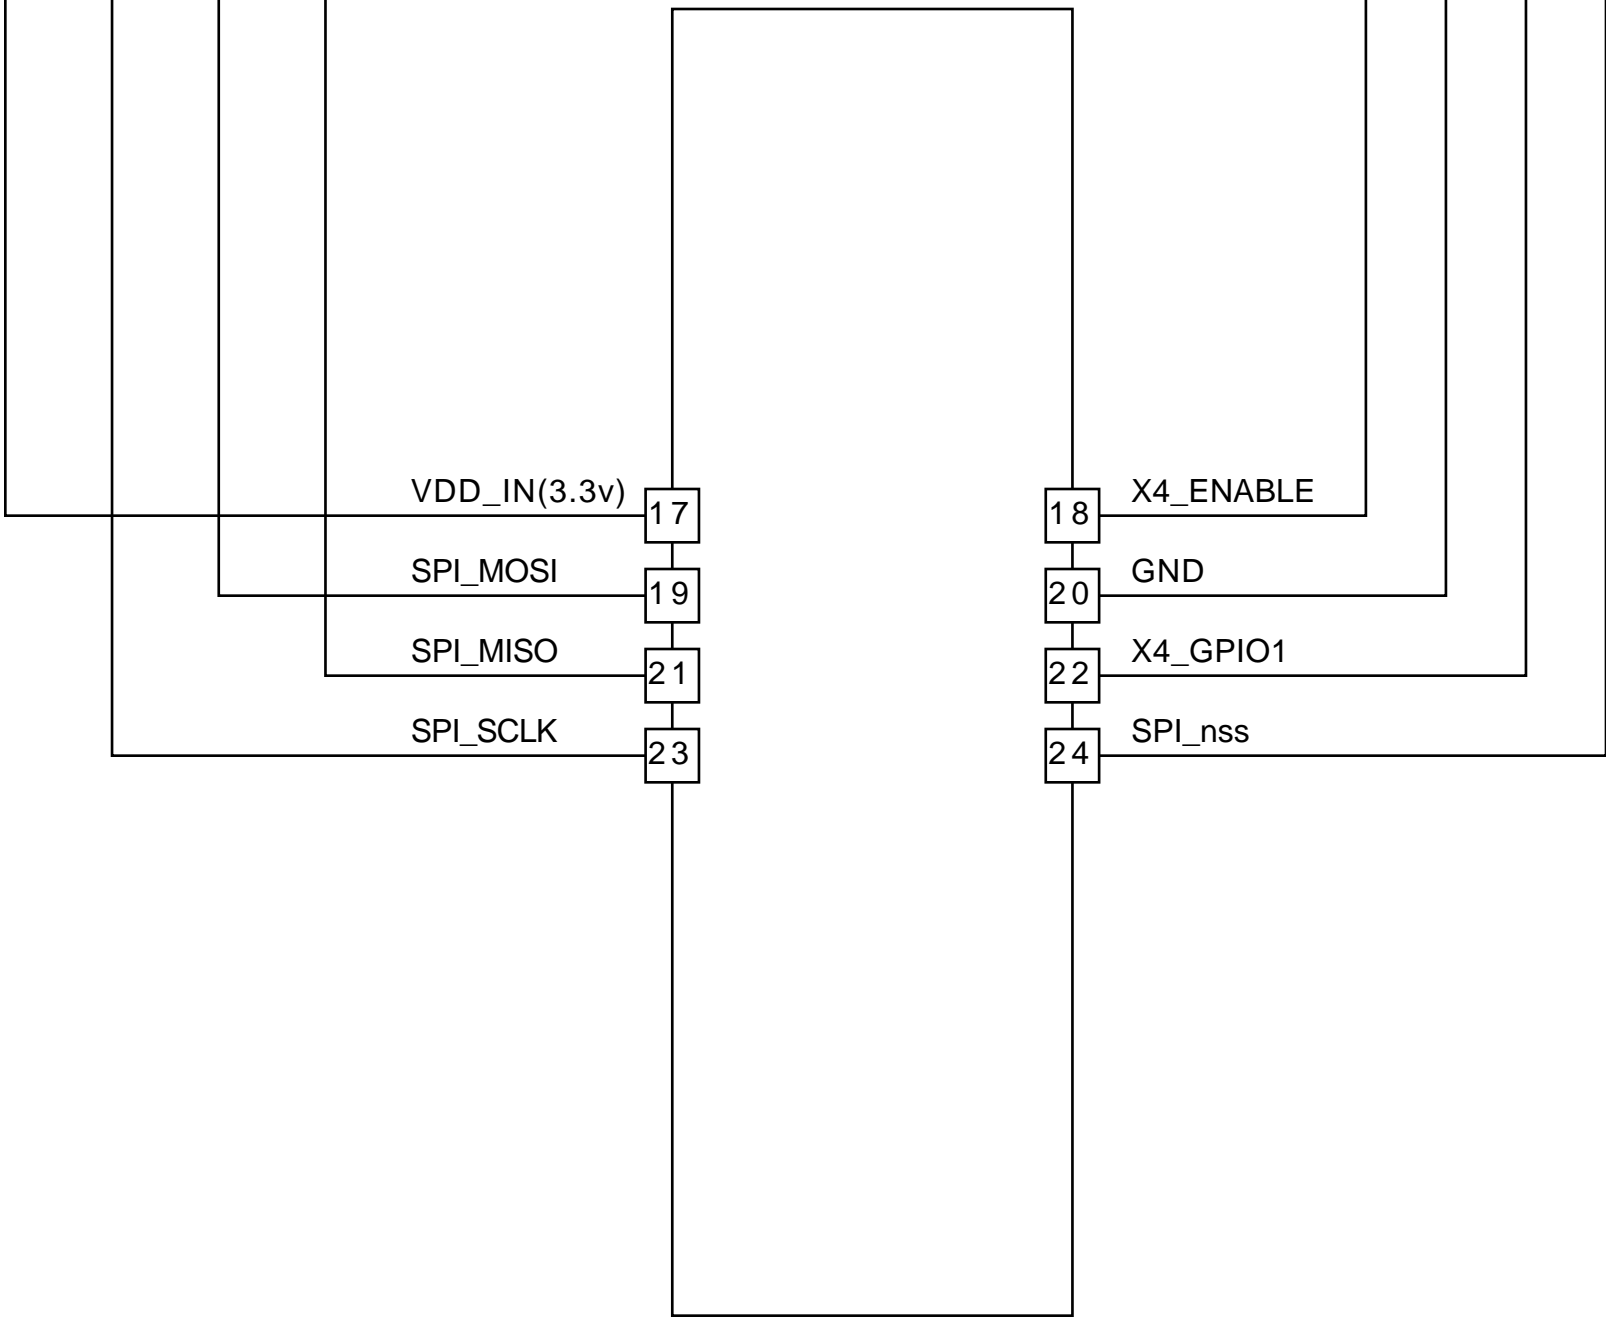 VDD_IN(3.3v) 17 18 X4_ENABLE
SPI_MOSI 19 20 GND
SPI_MISO 21 22 X4_GPIO1
SPI_SCLK 23 24 SPI_nss